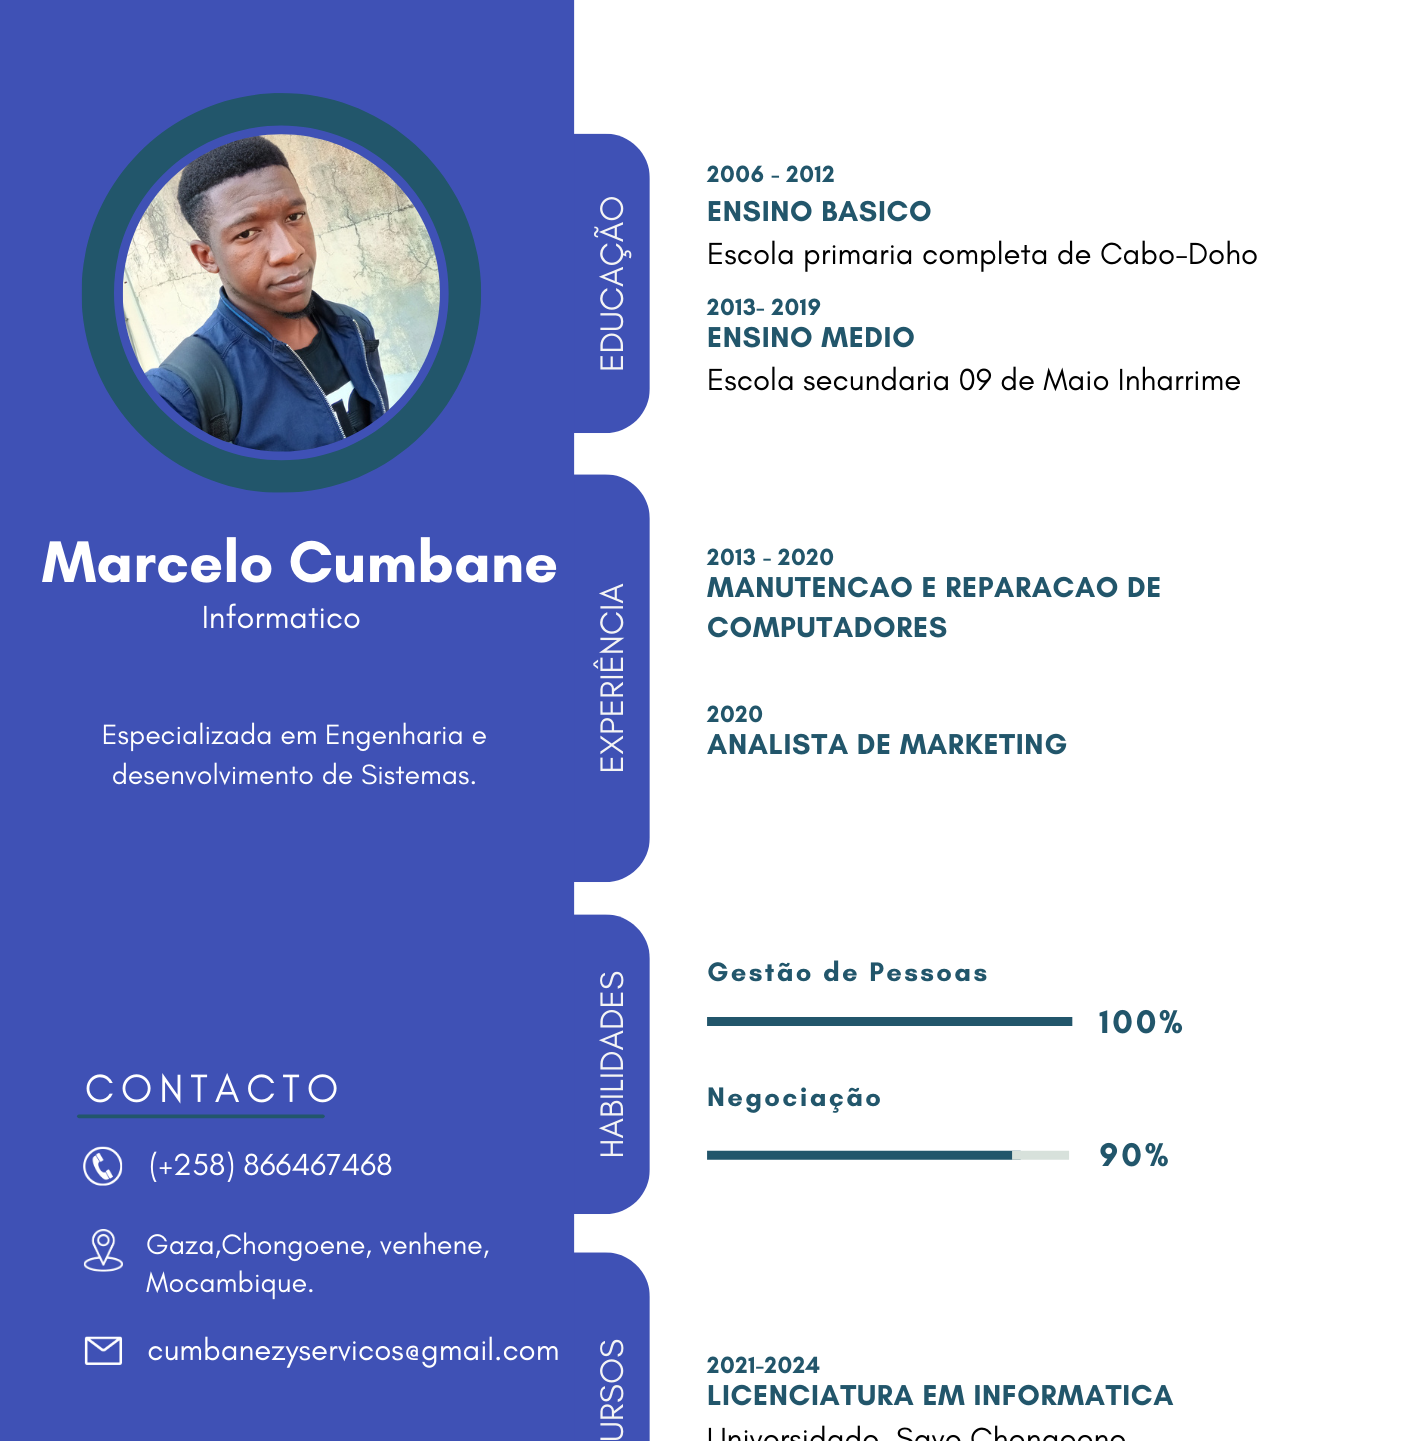 Marcelo Cumbane
Informatico
Especializada em Engenharia e
desenvolvimento de Sistemas.
CONTACTO
(+258) 866467468
Gaza,Chongoene, venhene,
Mocambique.
cumbanezyservicos@gmail.com
EDUCAÇÃO
2006 - 2012
ENSINO BASICO
Escola primaria completa de Cabo-Doho
2013- 2019
ENSINO MEDIO
Escola secundaria 09 de Maio Inharrime
EXPERIÊNCIA
2013 - 2020
MANUTENCAO E REPARACAO DE
COMPUTADORES
2020
ANALISTA DE MARKETING
HABILIDADES
Gestão de Pessoas
100%
Negociação
90%
URSOS
2021-2024
LICENCIATURA EM INFORMATICA
Universidade Save Chongoene